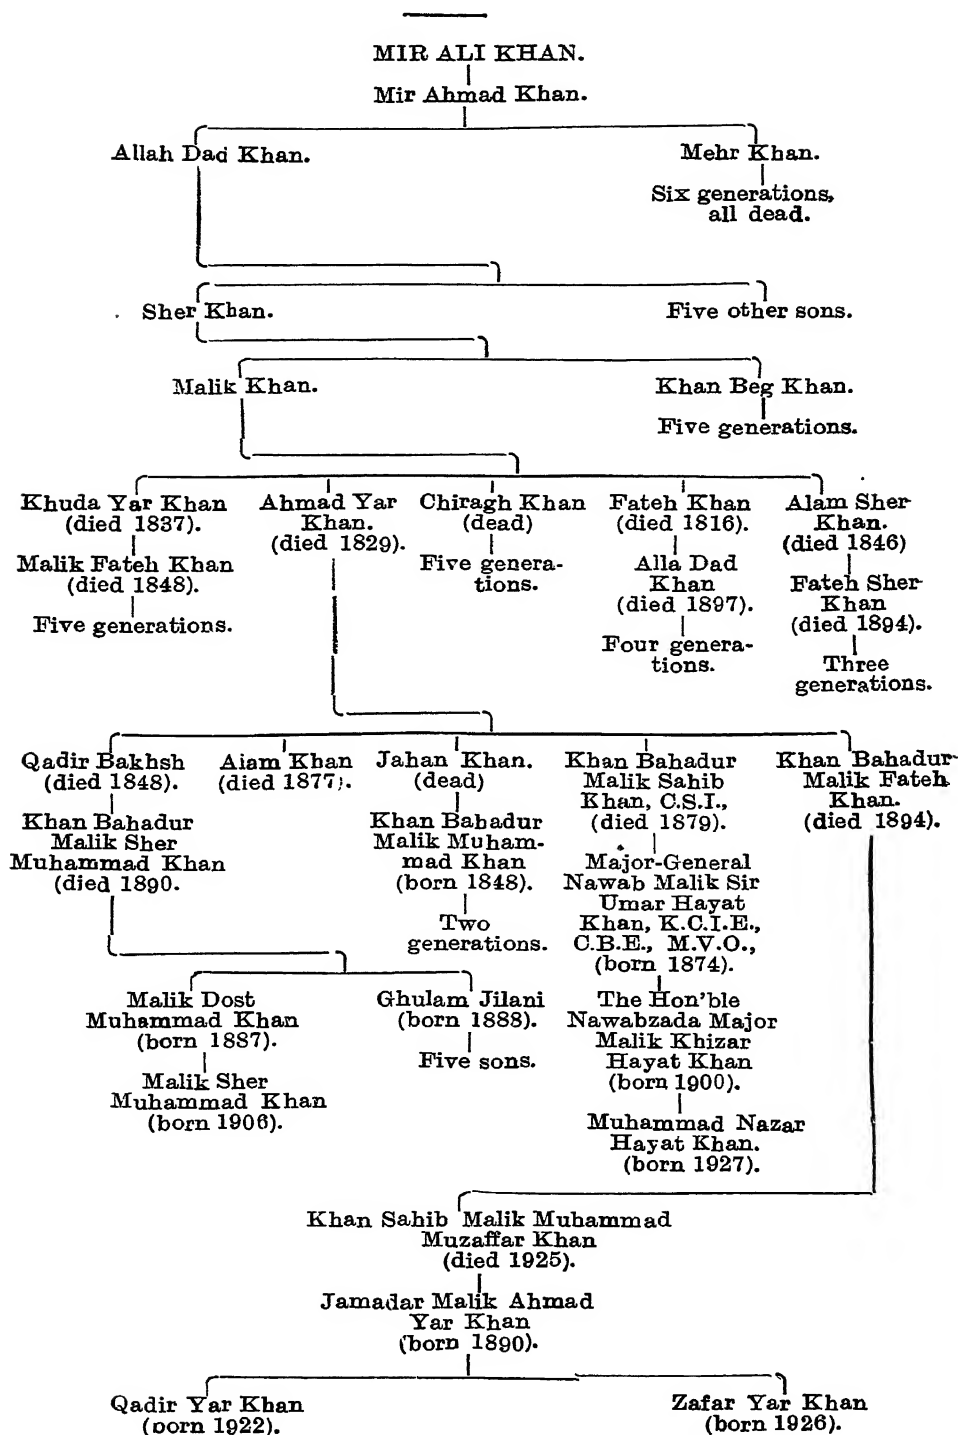 MIR ALI KHAN.
Mir Ahmad Khan.
Allah Dad Khan.
Mehr Khan.
Six generations,
all dead.
Sher Khan.
Five other sons.
Malik Khan.
Khan Beg Khan.
Five generations.
Khuda Yar Khan
(died 1837).
Malik Fateh Khan
(died 1848).
Five generations.
Ahmad Yar
Khan.
(died 1829).
Chiragh Khan
(dead)
Five genera-
tions.
Fateh Khan
(died 1816).
Alla Dad
Khan
(died 1897).
Four genera-
tions.
Alam Sher
Khan.
(died 1846)
Fateh Sher
Khan
(died 1894).
Three
generations.
Qadir Bakhsh
(died 1848).
Khan Bahadur
Malik Sher
Muhammad Khan
(died 1890.
Malik Dost
Muhammad Khan
(born 1887).
Malik Sher
Muhammad Khan
(born 1906).
Ghulam Jilani
(born 1888).
Five sons.
Aiam Khan
(died 1877).
Jahan Khan.
(dead)
Khan Bahadur
Malik Muham-
mad Khan
(born 1848).
Two
generations.
Khan Bahadur
Malik Sahib
Khan, C.S.I.,
(died 1879).
Major-General
Nawab Malik Sir
Umar Hayat
Khan, K.C.I.E.,
C.B.E., M.V.O.,
(born 1874).
The Hon'ble
Nawabzada Major
Malik Khizar
Hayat Khan
(born 1900).
Muhammad Nazar
Hayat Khan.
(born 1927).
Khan Bahadur
Malik Fateh
Khan.
(died 1894).
Khan Sahib Malik Muhammad
Muzaffar Khan
(died 1925).
Jamadar Malik Ahmad
Yar Khan
(born 1890).
Qadir Yar Khan
(born 1922).
Zafar Yar Khan
(born 1926).